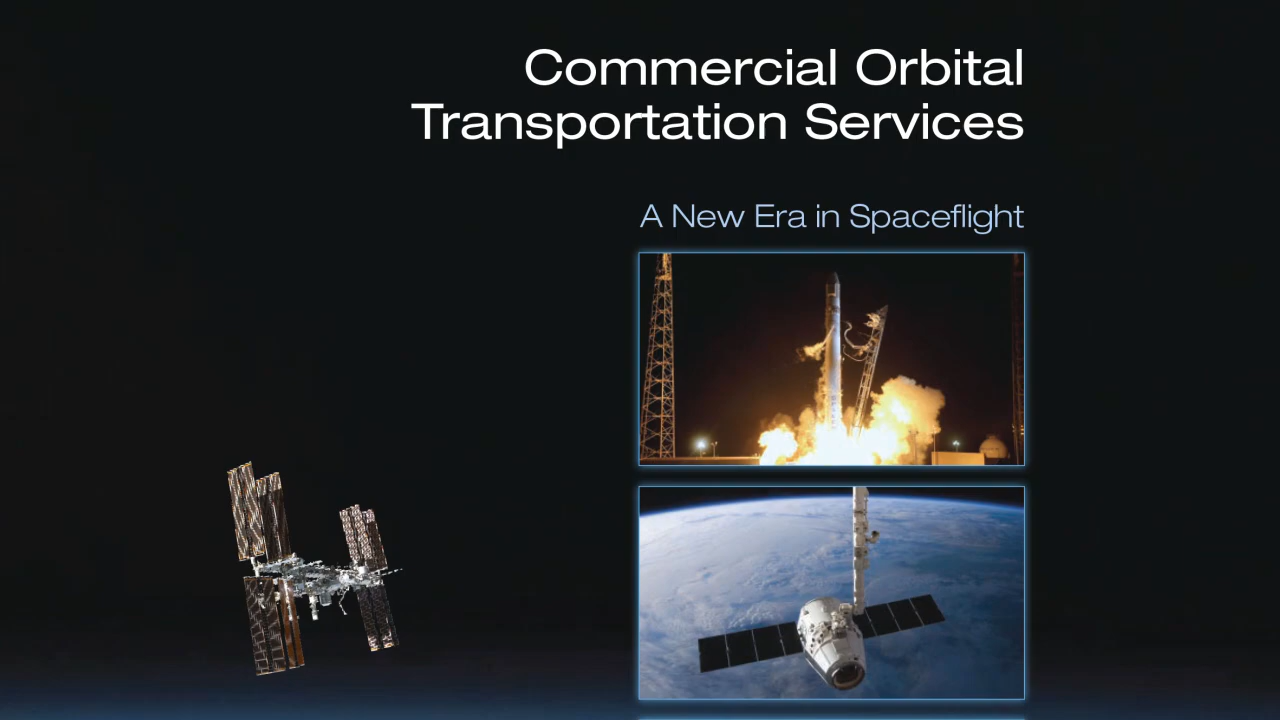 Commercial Orbital
Transportation Services
A New Era in Spaceflight